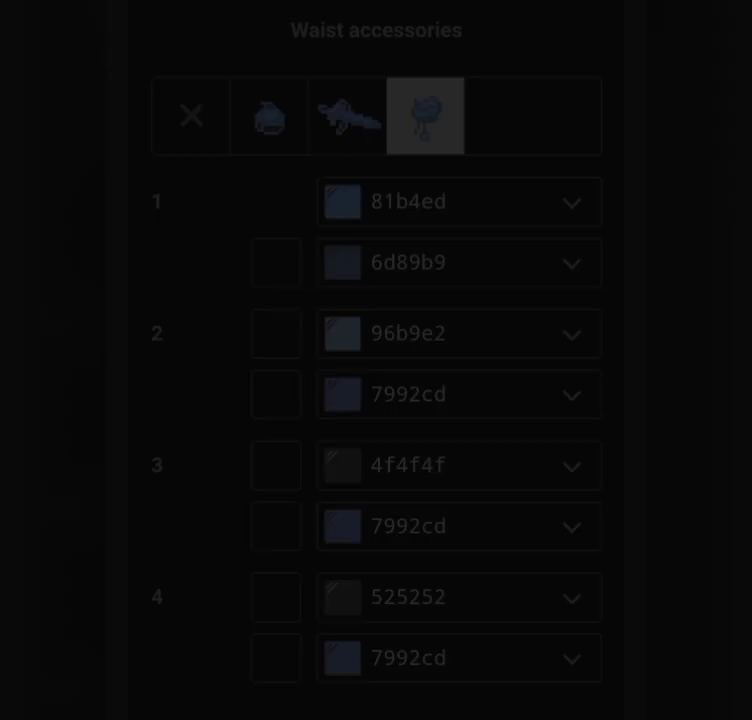 Waist accessories
1 81b4ed
6d89b9
2 96b9e2
7992cd
3 4f4f4f
7992cd
4 525252
7992cd